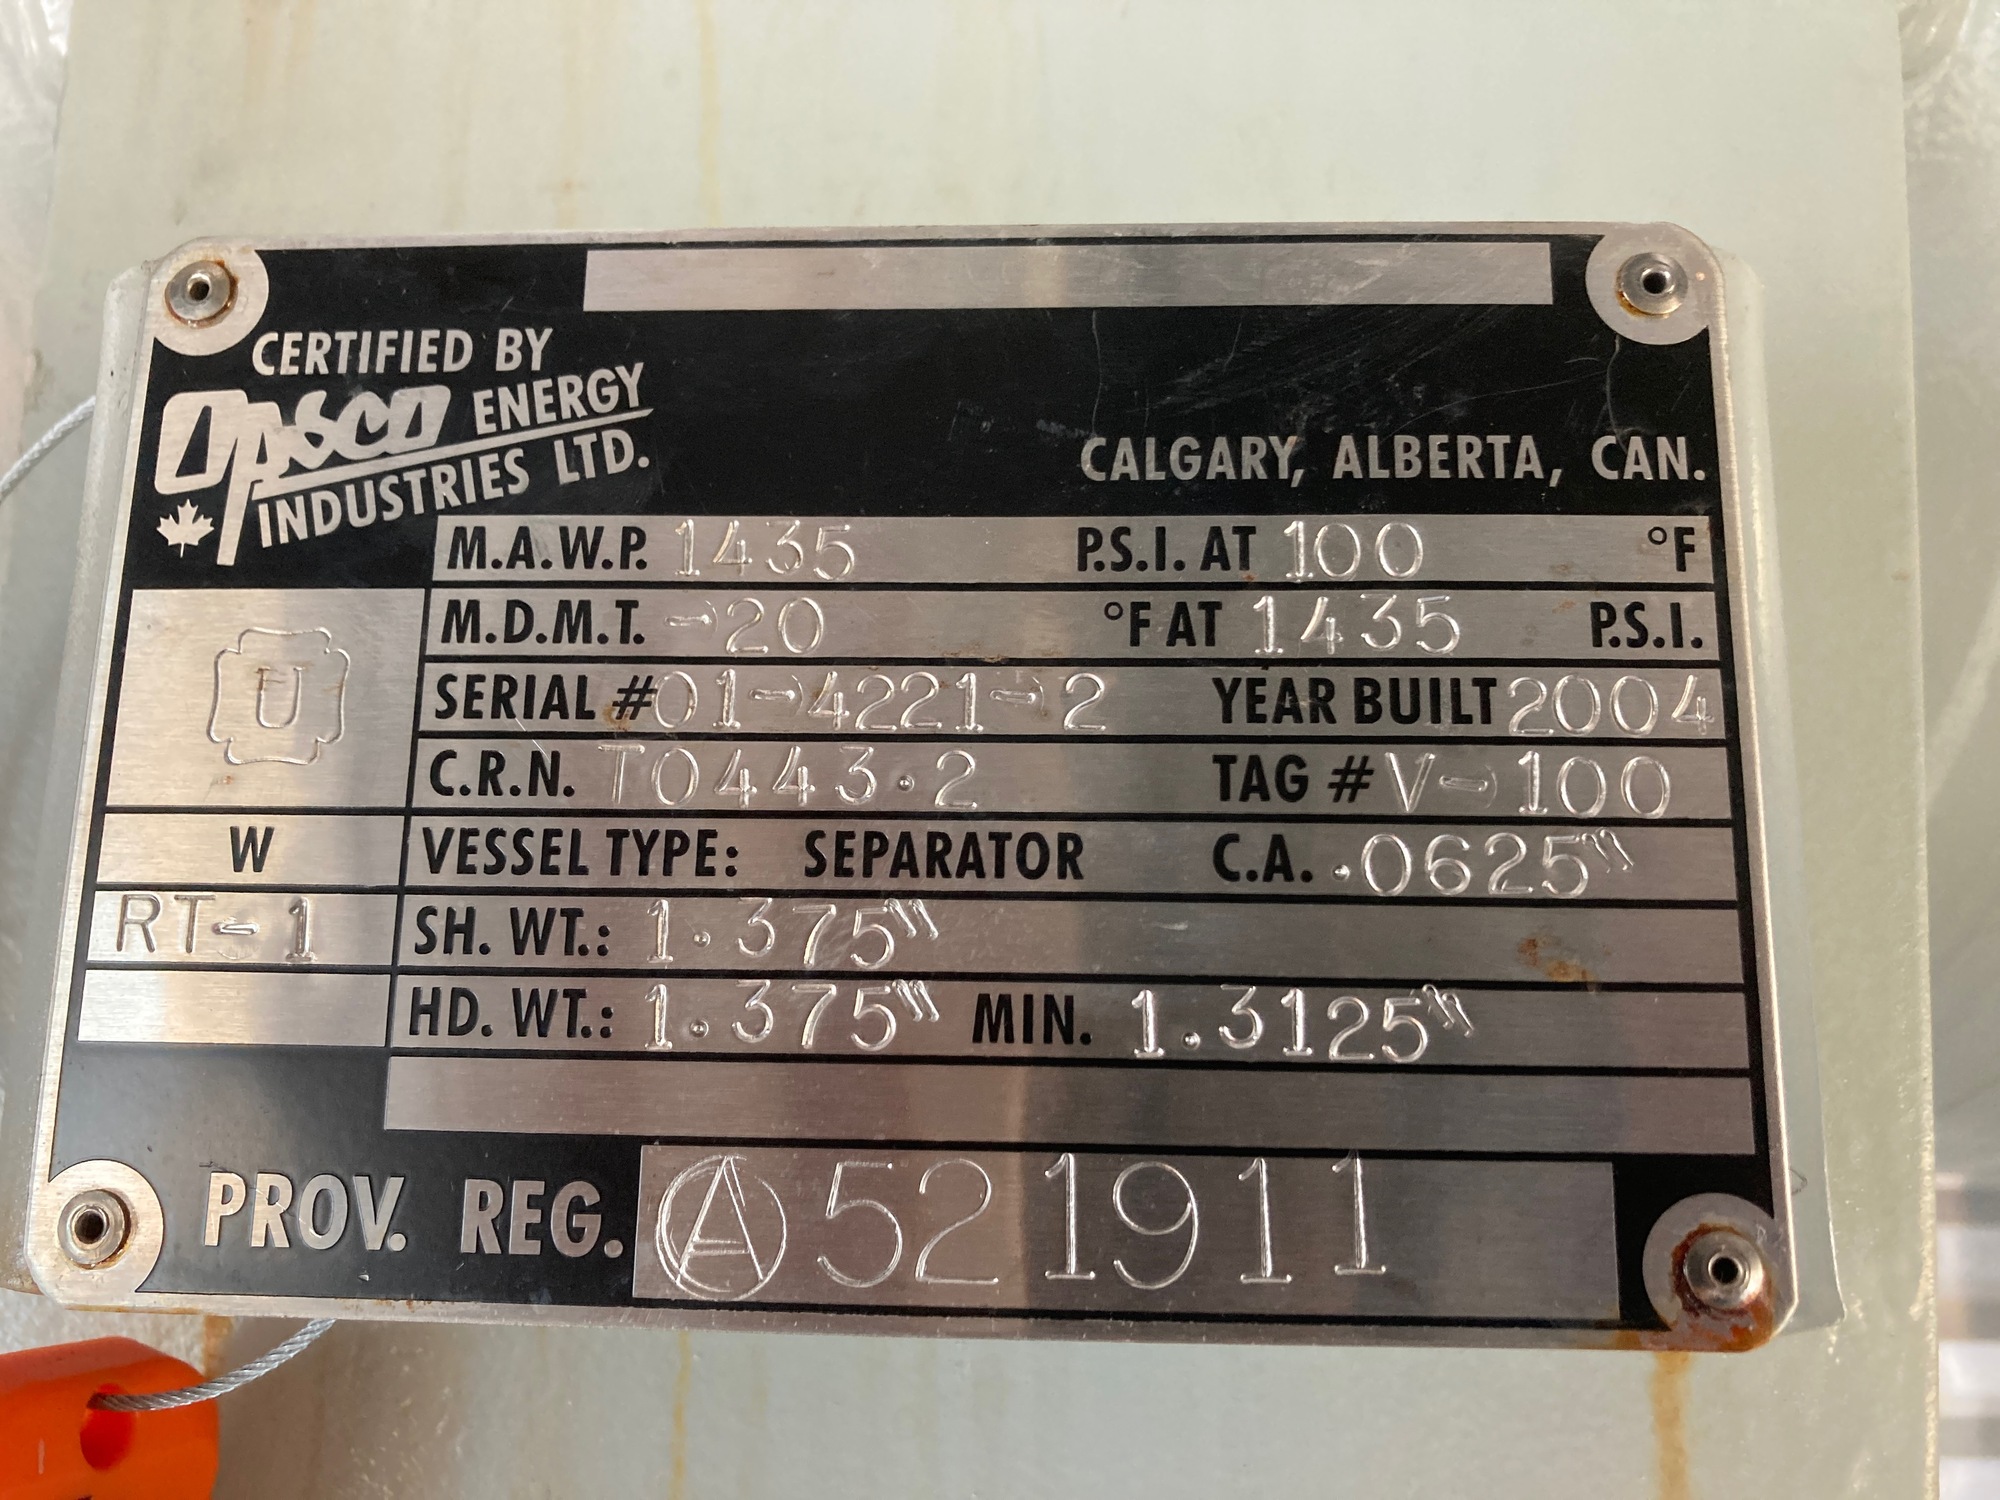 CERTIFIED BY
OPSCO ENERGY
INDUSTRIES LTD.
CALGARY, ALBERTA, CAN.
M.A.W.P. 1435 P.S.I. AT 100 °F
M.D.M.T. -20 °F AT 1435 P.S.I.
U
SERIAL # 01-4221-2 YEAR BUILT 2004
C.R.N. T0443.2 TAG # V-100
W
VESSEL TYPE: SEPARATOR C.A. .0625"
RT-1
SH. WT.: 1.375"
HD. WT.: 1.375" MIN. 1.3125"
PROV. REG. A 521911